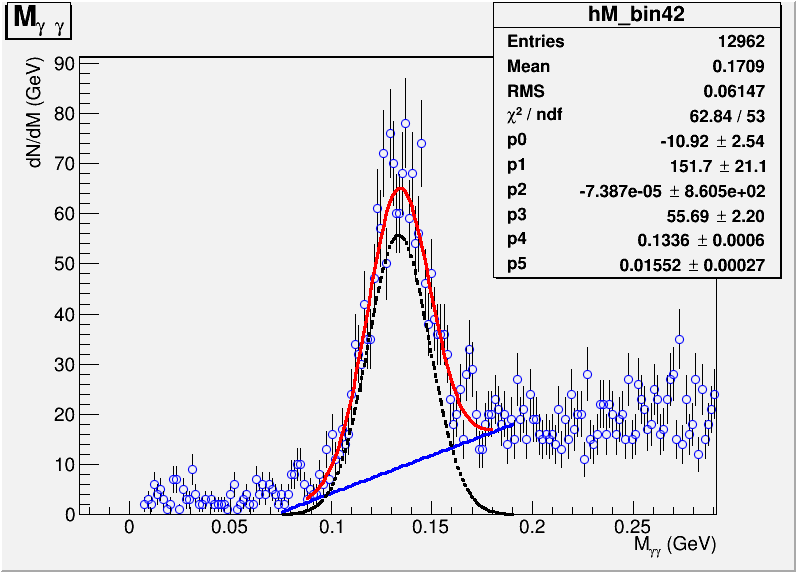 Mγ γ
hM_bin42
Entries 12962
Mean 0.1709
RMS 0.06147
χ² / ndf 62.84 / 53
p0 -10.92 ± 2.54
p1 151.7 ± 21.1
p2 -7.387e-05 ± 8.605e+02
p3 55.69 ± 2.20
p4 0.1336 ± 0.0006
p5 0.01552 ± 0.00027
dN/dM (GeV)
90
80
70
60
50
40
30
20
10
0
0 0.05 0.1 0.15 0.2 0.25
Mγγ (GeV)